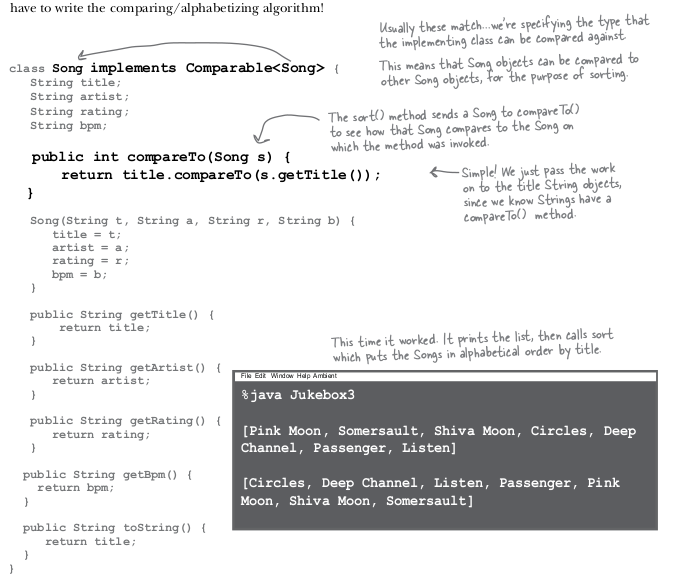 have to write the comparing/alphabetizing algorithm!
Usually these match...we're specifying the type that
the implementing class can be compared against.
This means that Song objects can be compared to
other Song objects, for the purpose of sorting.
class Song implements Comparable<Song> {
String title;
String artist;
String rating;
String bpm;
The sort() method sends a Song to compareTo()
to see how that Song compares to the Song on
which the method was invoked.
public int compareTo(Song s) {
return title.compareTo(s.getTitle());
}
Simple! We just pass the work
on to the title String objects,
since we know Strings have a
compareTo() method.
Song(String t, String a, String r, String b) {
title = t;
artist = a;
rating = r;
bpm = b;
}
public String getTitle() {
return title;
}
public String getArtist() {
return artist;
}
public String getRating() {
return rating;
}
public String getBpm() {
return bpm;
}
public String toString() {
return title;
}
}
This time it worked. It prints the list, then calls sort
which puts the Songs in alphabetical order by title.
File Edit Window Help Ambient
%java Jukebox3
[Pink Moon, Somersault, Shiva Moon, Circles, Deep
Channel, Passenger, Listen]
[Circles, Deep Channel, Listen, Passenger, Pink
Moon, Shiva Moon, Somersault]